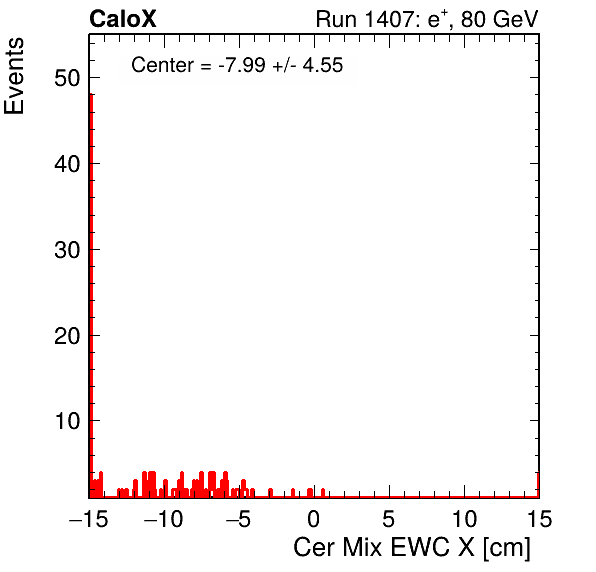 CaloX Run 1407: e⁺, 80 GeV
Center = -7.99 +/- 4.55
Events
50
40
30
20
10
−15 −10 −5 0 5 10 15
Cer Mix EWC X [cm]